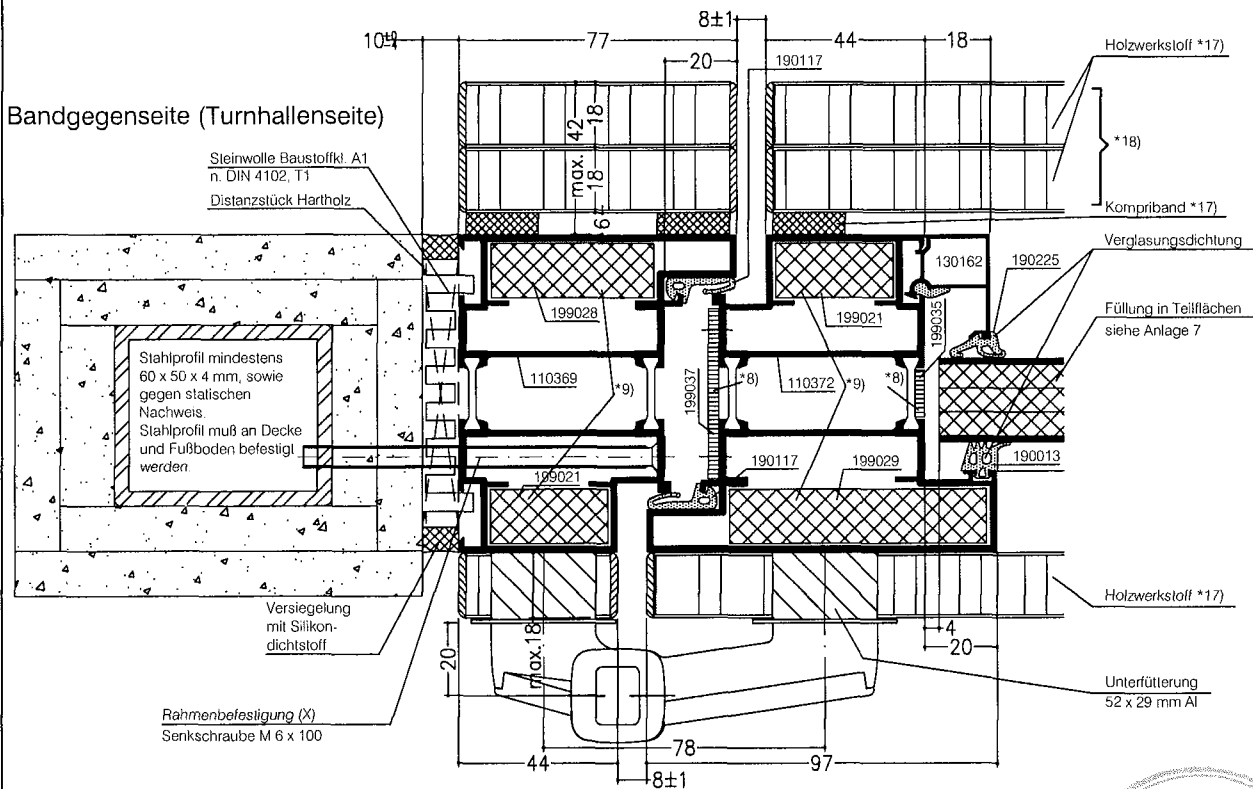 8±1
10±5
77
44
18
20
190117
Holzwerkstoff *17)
Bandgegenseite (Turnhallenseite)
max. 42
18
18
6
*18)
Steinwolle Baustoffkl. A1
n. DIN 4102, T1
Distanzstück Hartholz
Kompriband *17)
Verglasungsdichtung
130162
190225
199028
199021
199035
Füllung in Teilflächen
siehe Anlage 7
Stahlprofil mindestens
60 x 50 x 4 mm, sowie
gegen statischen
Nachweis.
Stahlprofil muß an Decke
und Fußboden befestigt
werden.
110369
*9)
199037
*8)
110372
*9)
*8)
199021
190117
199029
190013
Versiegelung
mit Silikon-
dichtstoff
Holzwerkstoff *17)
4
20
20
max.18
Unterfütterung
52 x 29 mm Al
Rahmenbefestigung (X)
Senkschraube M 6 x 100
78
44
97
8±1